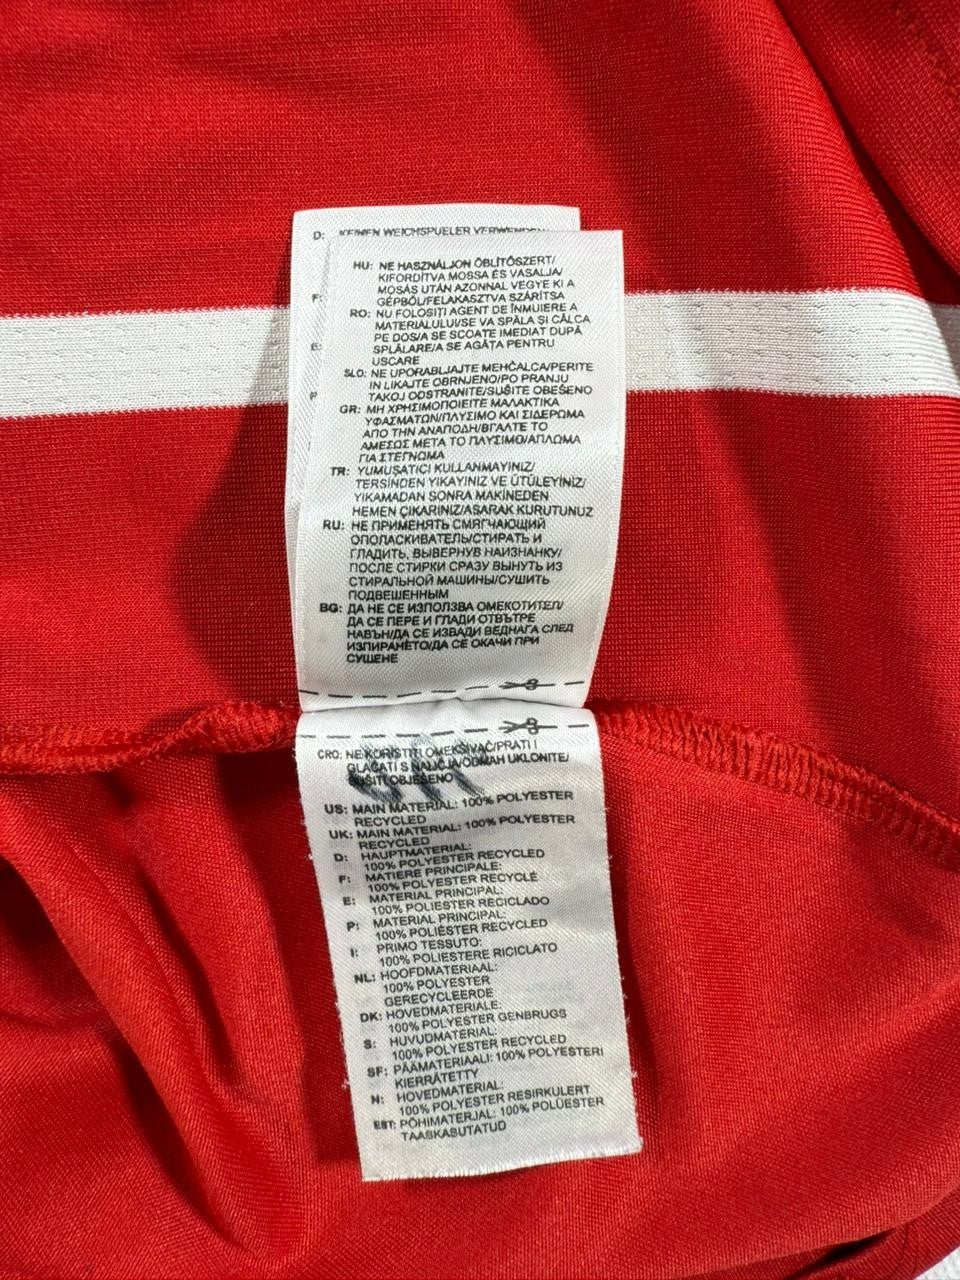 D: KEINEN WEICHSPUELER VERWENDEN
HU: NE HASZNÁLJON ÖBLÍTŐSZERT/
KIFORDÍTVA MOSSA ÉS VASALJA/
MOSÁS UTÁN AZONNAL VEGYE KI A
GÉPBŐL/FELAKASZTVA SZÁRÍTSA
F:
RO: NU FOLOSIȚI AGENT DE ÎNMUIERE A
MATERIALULUI/SE VA SPĂLA ȘI CĂLCA
PE DOS/A SE SCOATE IMEDIAT DUPĂ
SPĂLARE/A SE AGĂȚA PENTRU
USCARE
E:
SLO: NE UPORABLJAJTE MEHČALCA/PERITE
IN LIKAJTE OBRNJENO/PO PRANJU
TAKOJ ODSTRANITE/SUŠITE OBEŠENO
P
GR: ΜΗ ΧΡΗΣΙΜΟΠΟΙΕΙΤΕ ΜΑΛΑΚΤΙΚΑ
ΥΦΑΣΜΑΤΩΝ/ΠΛΥΣΙΜΟ ΚΑΙ ΣΙΔΕΡΩΜΑ
ΑΠΟ ΤΗΝ ΑΝΑΠΟΔΗ/ΒΓΑΛΤΕ ΤΟ
ΑΜΕΣΩΣ ΜΕΤΑ ΤΟ ΠΛΥΣΙΜΟ/ΑΠΛΩΜΑ
ΓΙΑ ΣΤΕΓΝΩΜΑ
TR: YUMUŞATICI KULLANMAYINIZ/
TERSİNDEN YIKAYINIZ VE ÜTÜLEYİNİZ/
YIKAMADAN SONRA MAKİNEDEN
HEMEN ÇIKARINIZ/ASARAK KURUTUNUZ
RU: НЕ ПРИМЕНЯТЬ СМЯГЧАЮЩИЙ
ОПОЛАСКИВАТЕЛЬ/СТИРАТЬ И
ГЛАДИТЬ, ВЫВЕРНУВ НАИЗНАНКУ/
ПОСЛЕ СТИРКИ СРАЗУ ВЫНУТЬ ИЗ
СТИРАЛЬНОЙ МАШИНЫ/СУШИТЬ
ПОДВЕШЕННЫМ
BG: ДА НЕ СЕ ИЗПОЛЗВА ОМЕКОТИТЕЛ/
ДА СЕ ПЕРЕ И ГЛАДИ ОТВЪТРЕ
НАВЪН/ДА СЕ ИЗВАДИ ВЕДНАГА СЛЕД
ИЗПИРАНЕТО/ДА СЕ ОКАЧИ ПРИ
СУШЕНЕ
CRO: NE KORISTITI OMEKŠIVAČ/PRATI I
GLAČATI S NALIČJA/ODMAH UKLONITE/
SUŠITI OBJEŠENO
US: MAIN MATERIAL: 100% POLYESTER
RECYCLED
UK: MAIN MATERIAL: 100% POLYESTER
RECYCLED
D: HAUPTMATERIAL:
100% POLYESTER RECYCLED
F: MATIERE PRINCIPALE:
100% POLYESTER RECYCLÉ
E: MATERIAL PRINCIPAL:
100% POLYESTER RECICLADO
P: MATERIAL PRINCIPAL:
100% POLIÉSTER RECYCLED
I: PRIMO TESSUTO:
100% POLIESTERE RICICLATO
NL: HOOFDMATERIAAL:
100% POLYESTER
GERECYCLEERDE
DK: HOVEDMATERIALE:
100% POLYESTER GENBRUGS
S: HUVUDMATERIAL:
100% POLYESTER RECYCLED
SF: PÄÄMATERIAALI: 100% POLYESTERI
KIERRÄTETTY
N: HOVEDMATERIAL:
100% POLYESTER RESIRKULERT
EST: PÕHIMATERJAL: 100% POLÜESTER
TAASKASUTATUD